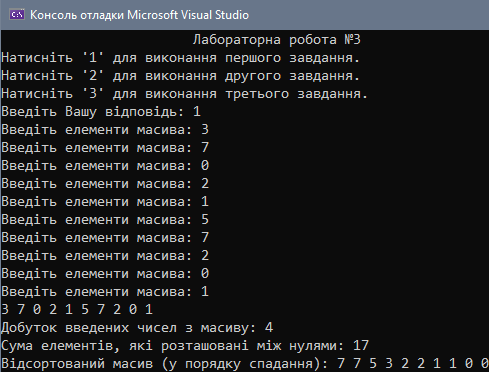 Консоль отладки Microsoft Visual Studio
Лабораторна робота №3
Натисніть '1' для виконання першого завдання.
Натисніть '2' для виконання другого завдання.
Натисніть '3' для виконання третього завдання.
Введіть Вашу відповідь: 1
Введіть елементи масива: 3
Введіть елементи масива: 7
Введіть елементи масива: 0
Введіть елементи масива: 2
Введіть елементи масива: 1
Введіть елементи масива: 5
Введіть елементи масива: 7
Введіть елементи масива: 2
Введіть елементи масива: 0
Введіть елементи масива: 1
3 7 0 2 1 5 7 2 0 1
Добуток введених чисел з масиву: 4
Сума елементів, які розташовані між нулями: 17
Відсортований масив (у порядку спадання): 7 7 5 3 2 2 1 1 0 0